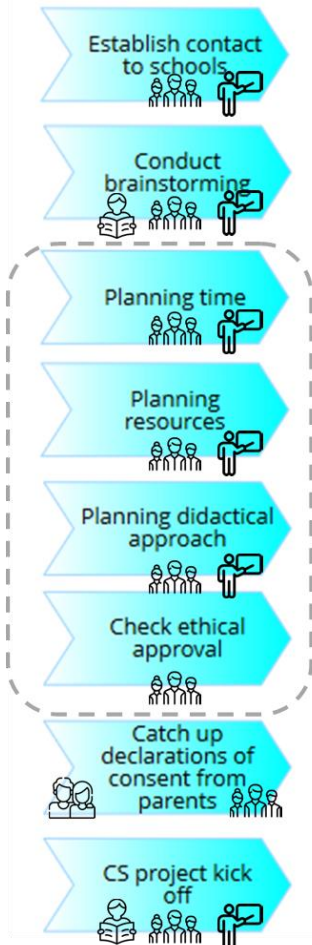 Establish contact
to schools
Conduct
brainstorming
Planning time
Planning
resources
Planning didactical
approach
Check ethical
approval
Catch up
declarations of
consent from
parents
CS project kick
off